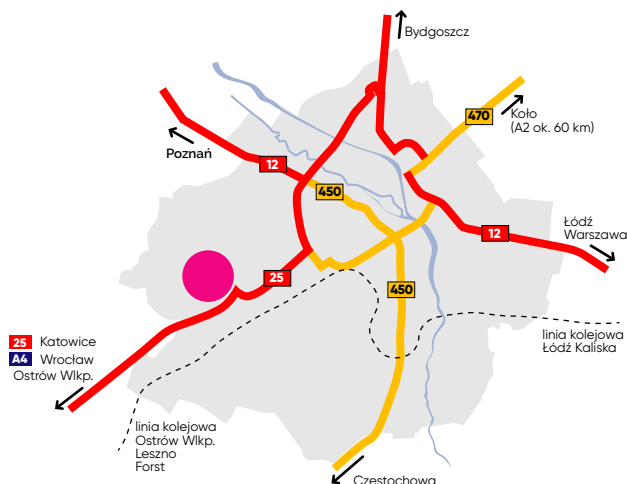 Bydgoszcz
470
Koło
(A2 ok. 60 km)
Poznań
12
450
Łódź
Warszawa
12
25
450
25 Katowice
A4 Wrocław
Ostrów Wlkp.
linia kolejowa
Łódź Kaliska
linia kolejowa
Ostrów Wlkp.
Leszno
Forst
Częstochowa